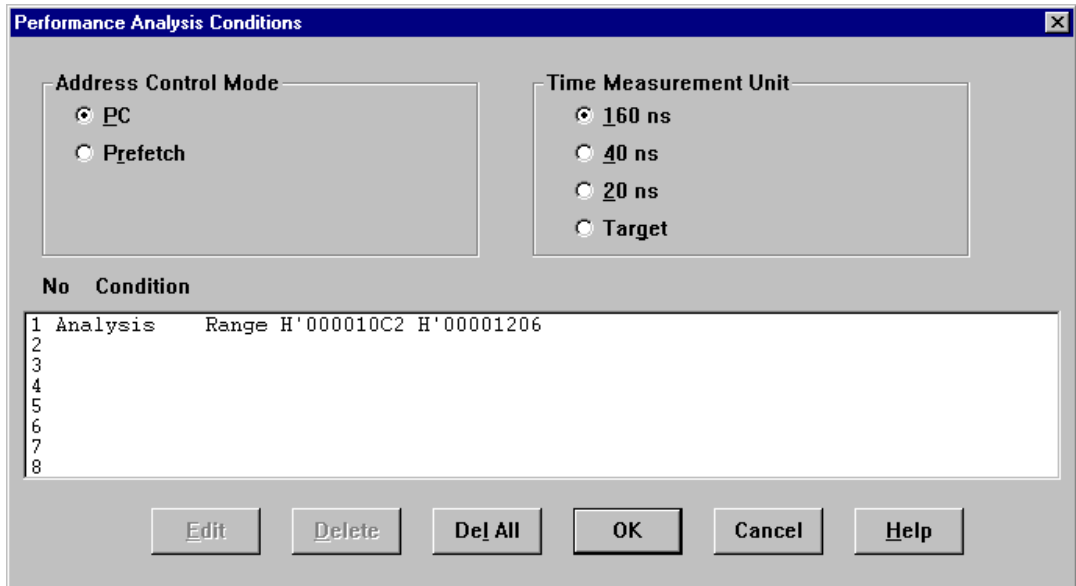 Performance Analysis Conditions
Address Control Mode
PC
Prefetch
Time Measurement Unit
160 ns
40 ns
20 ns
Target
No Condition
1 Analysis Range H'000010C2 H'00001206
2
3
4
5
6
7
8
Edit Delete Del All OK Cancel Help